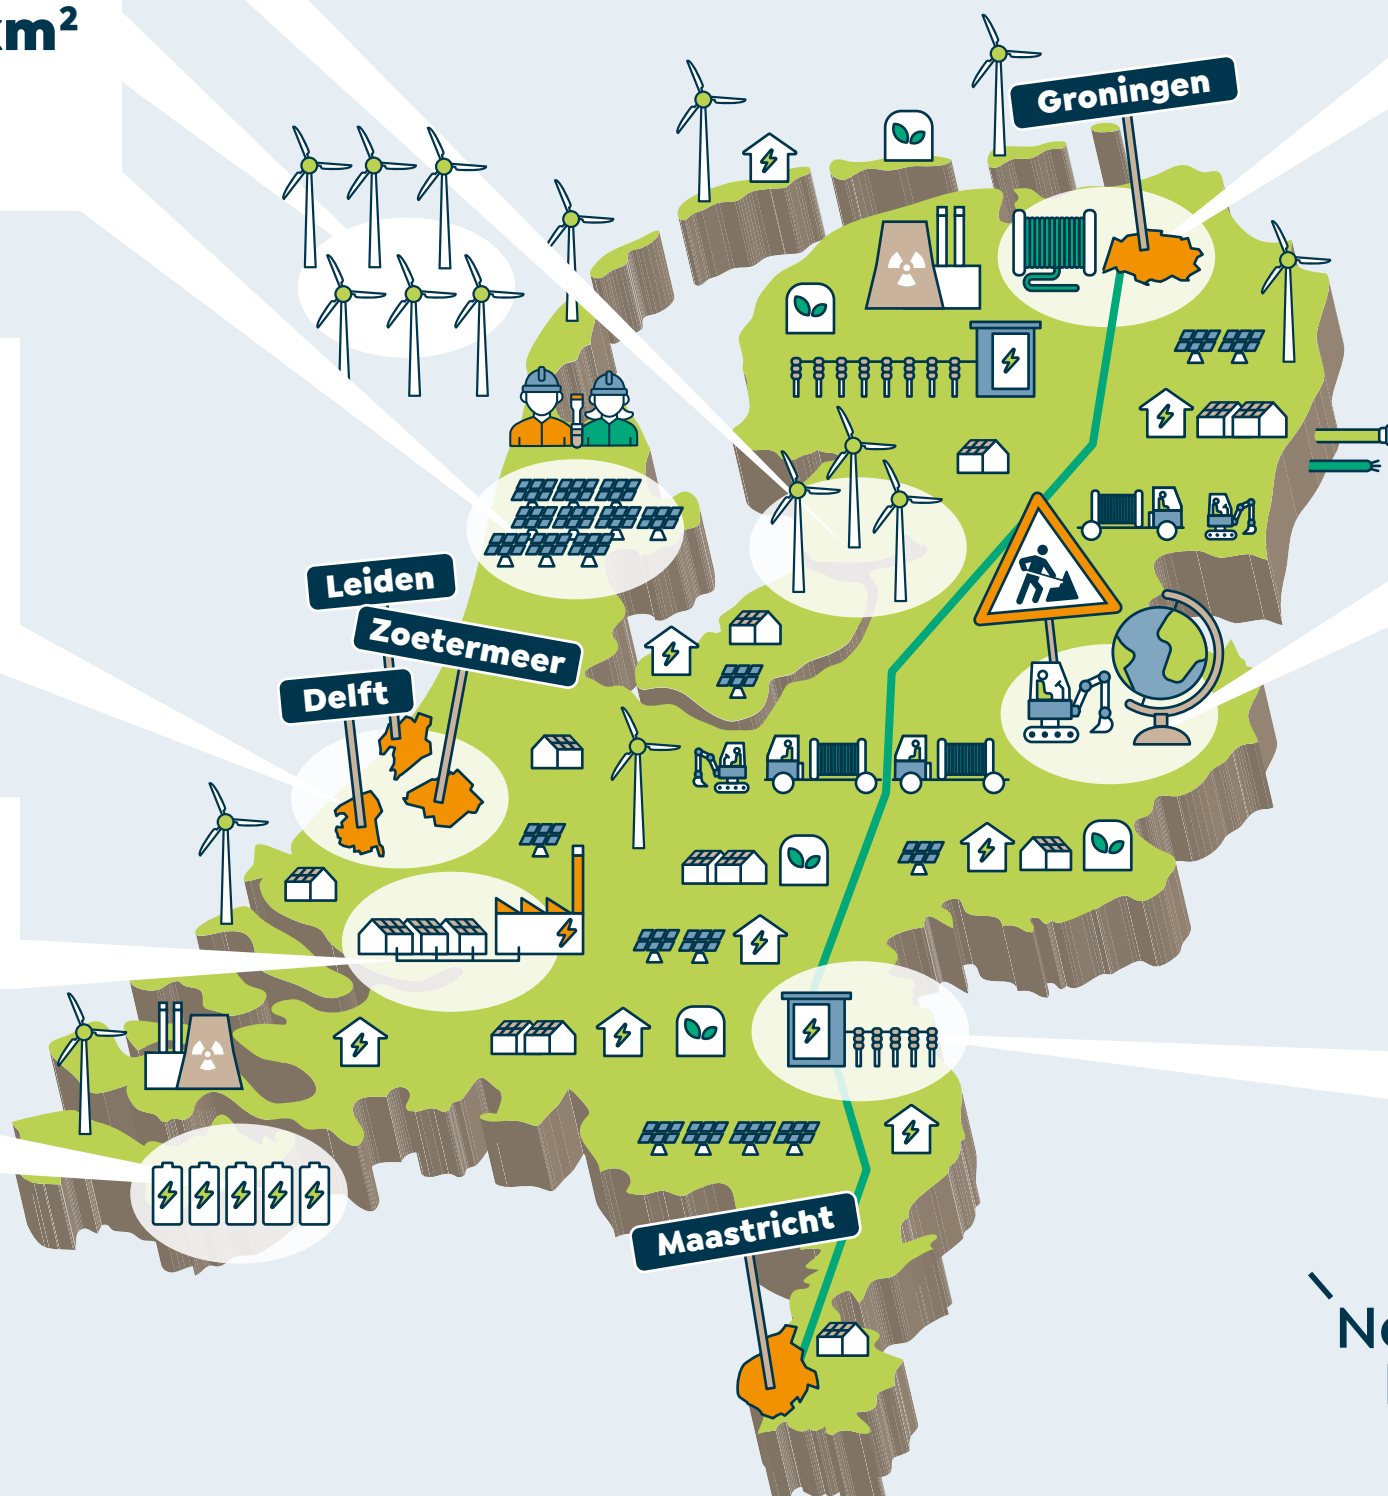 km²
Groningen
Leiden
Zoetermeer
Delft
Maastricht